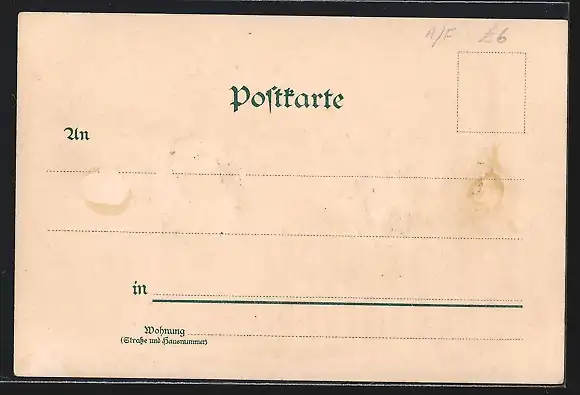 A/F £6
Postkarte
An
in
Wohnung
(Straße und Hausnummer)